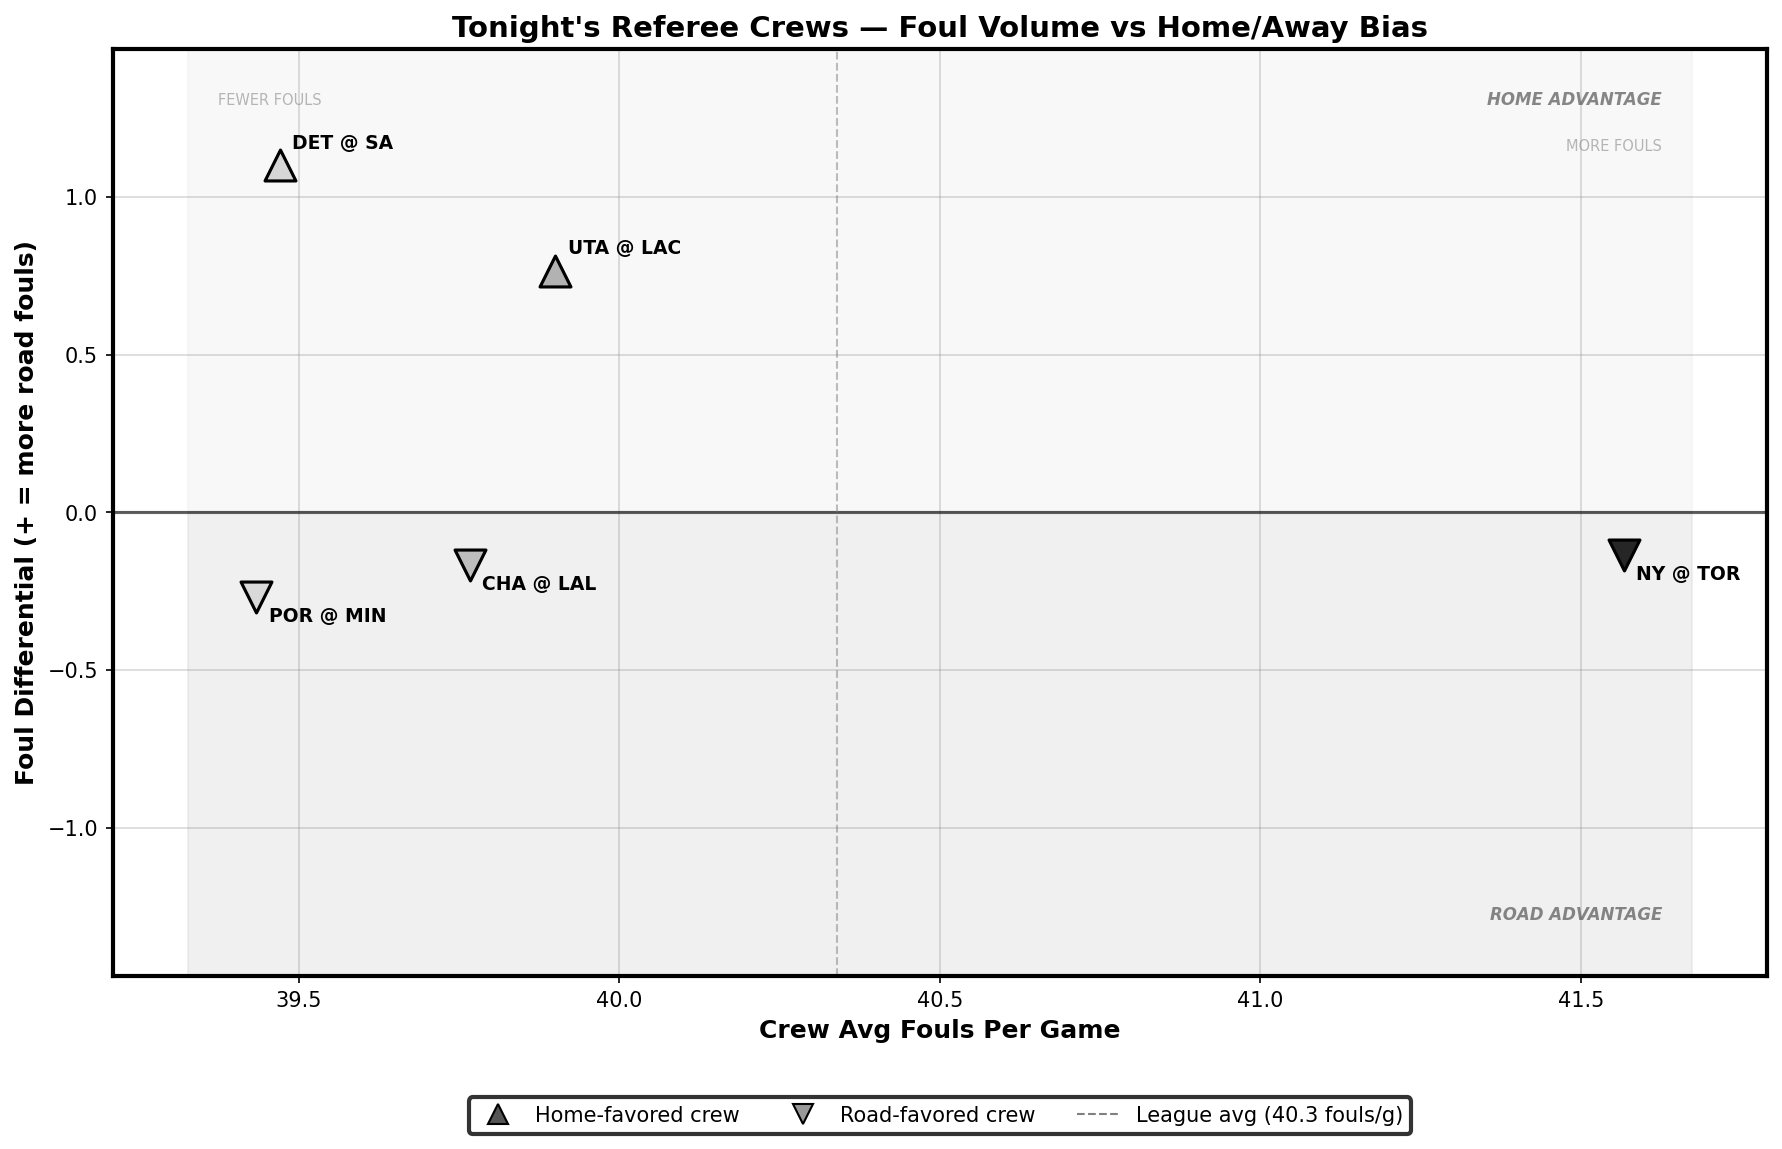 Tonight's Referee Crews — Foul Volume vs Home/Away Bias
FEWER FOULS
HOME ADVANTAGE
MORE FOULS
DET @ SA
UTA @ LAC
CHA @ LAL
POR @ MIN
NY @ TOR
ROAD ADVANTAGE
Foul Differential (+ = more road fouls)
1.0
0.5
0.0
−0.5
−1.0
39.5 40.0 40.5 41.0 41.5
Crew Avg Fouls Per Game
Home-favored crew Road-favored crew League avg (40.3 fouls/g)